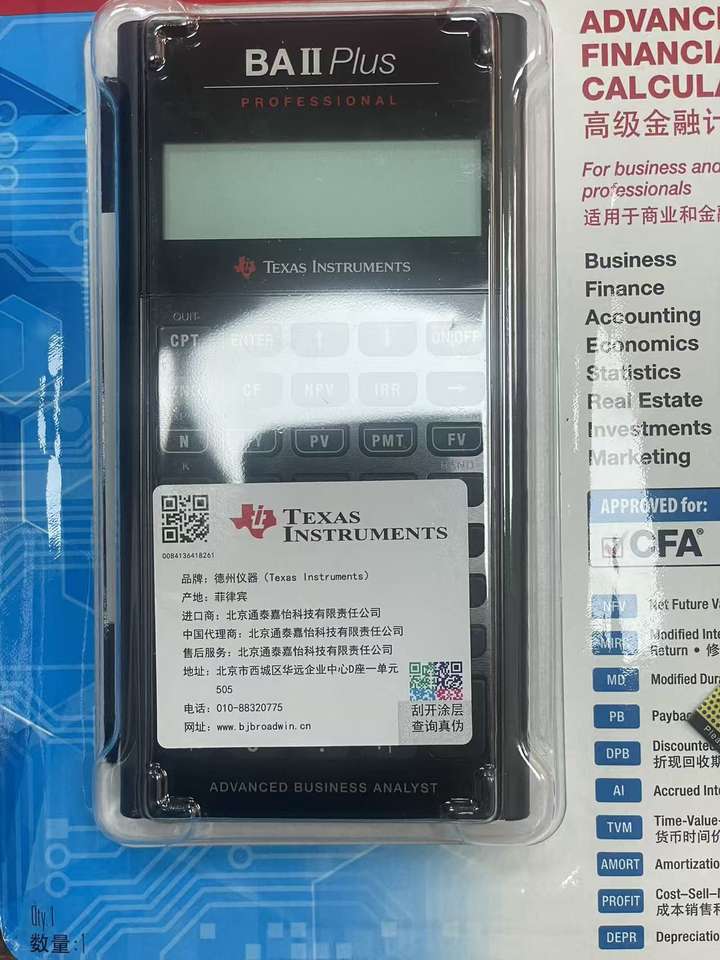 BA II Plus
PROFESSIONAL
TEXAS INSTRUMENTS
CPT ENTER ↑ ↓ ON/OFF
CF NPV IRR →
N PV PMT FV
K
RAND
TEXAS
INSTRUMENTS
0084136418261
品牌：德州仪器（Texas Instruments）
产地：菲律宾
进口商：北京通泰嘉怡科技有限责任公司
中国代理商：北京通泰嘉怡科技有限责任公司
售后服务：北京通泰嘉怡科技有限责任公司
地址：北京市西城区华远企业中心D座一单元
505
电话：010-88320775
网址：www.bjbroadwin.cn
刮开涂层
查询真伪
ADVANCED BUSINESS ANALYST
Qty.1
数量:1
FINANCIA
CALCULA
高级金融计
For business and
professionals
适用于商业和金融
Business
Finance
Accounting
Economics
Statistics
Real Estate
Investments
Marketing
APPROVED for:
CFA®
NFV Net Future Va
Modified Inte
Return • 修
MD Modified Dura
PB Payba
DPB Discounted
折现回收期
AI Accrued Inte
TVM Time-Value-
货币时间价
AMORT Amortizatio
PROFIT Cost–Sell–M
成本销售利
DEPR Depreciatio